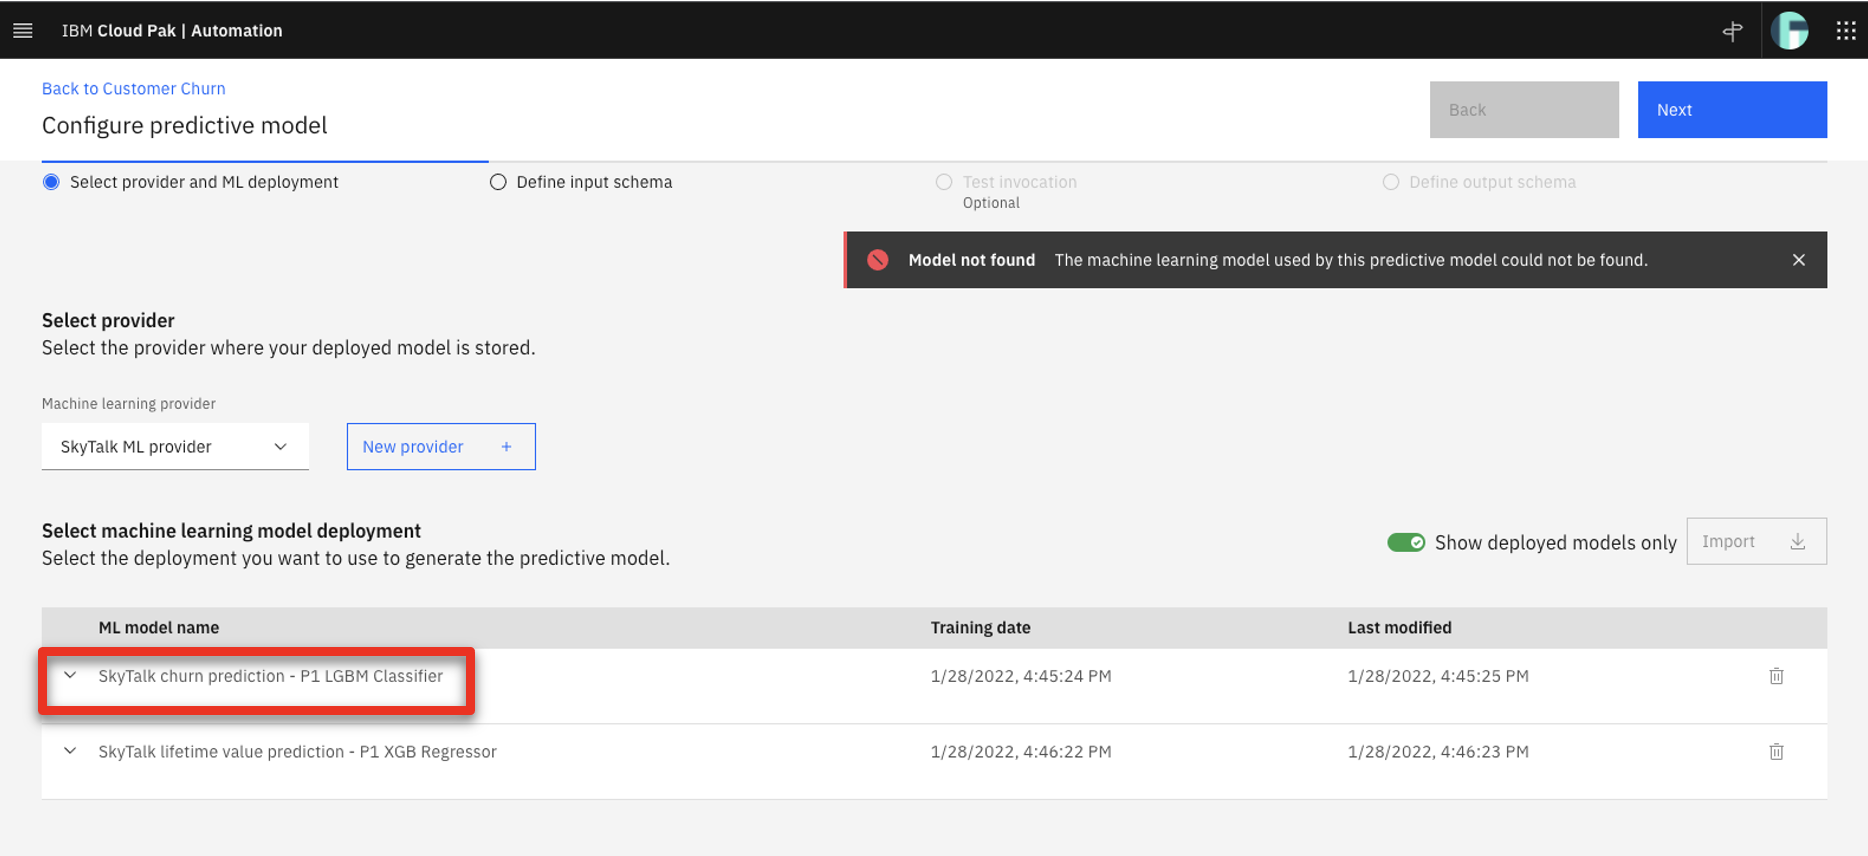 IBM Cloud Pak | Automation
Back to Customer Churn
Configure predictive model
Back
Next
Select provider and ML deployment
Define input schema
Test invocation
Optional
Define output schema
Model not found The machine learning model used by this predictive model could not be found.
Select provider
Select the provider where your deployed model is stored.
Machine learning provider
SkyTalk ML provider
New provider +
Select machine learning model deployment
Select the deployment you want to use to generate the predictive model.
Show deployed models only
Import
ML model name Training date Last modified
SkyTalk churn prediction - P1 LGBM Classifier 1/28/2022, 4:45:24 PM 1/28/2022, 4:45:25 PM
SkyTalk lifetime value prediction - P1 XGB Regressor 1/28/2022, 4:46:22 PM 1/28/2022, 4:46:23 PM